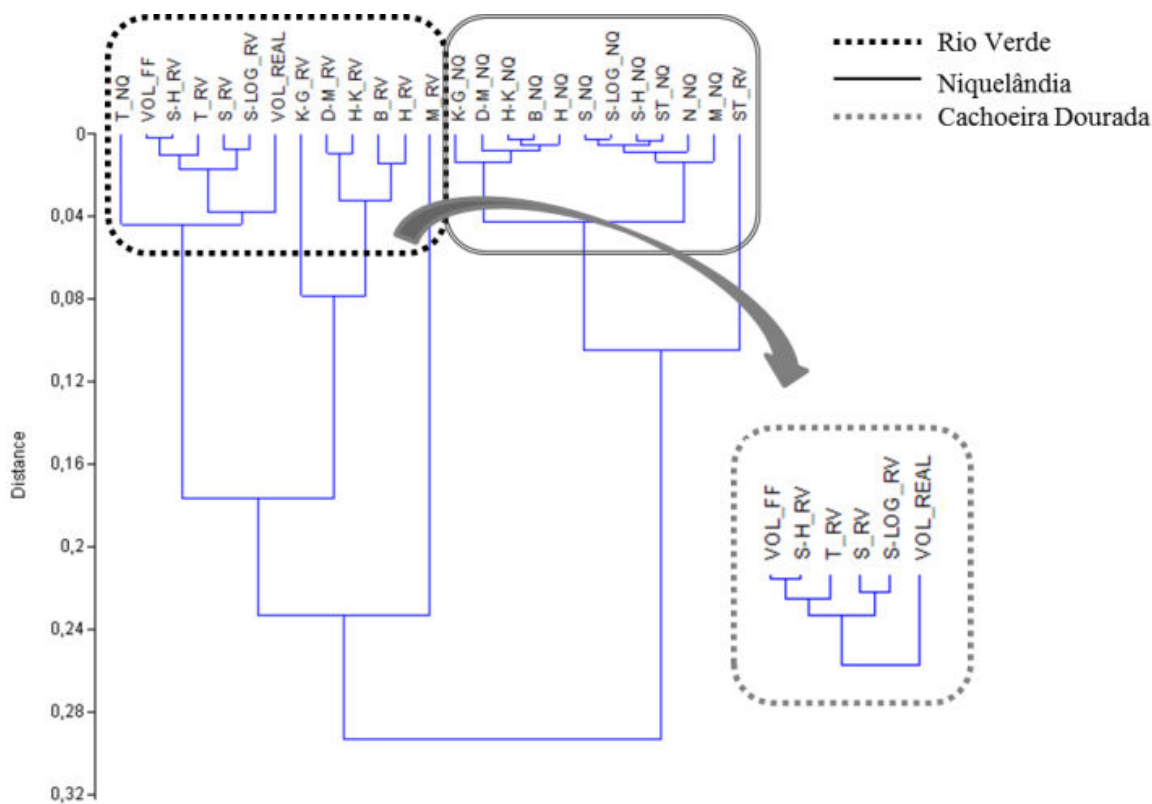 Rio Verde
Niquelândia
Cachoeira Dourada
T_NQ
VOL_FF
S-H_RV
T_RV
S_RV
S-LOG_RV
VOL_REAL
K-G_RV
D-M_RV
H-K_RV
B_RV
H_RV
M_RV
K-G_NQ
D-M_NQ
H-K_NQ
B_NQ
H_NQ
S_NQ
S-LOG_NQ
S-H_NQ
ST_NQ
N_NQ
M_NQ
ST_RV
0
0,04
0,08
0,12
0,16
0,2
0,24
0,28
0,32
Distance
VOL_FF
S-H_RV
T_RV
S_RV
S-LOG_RV
VOL_REAL